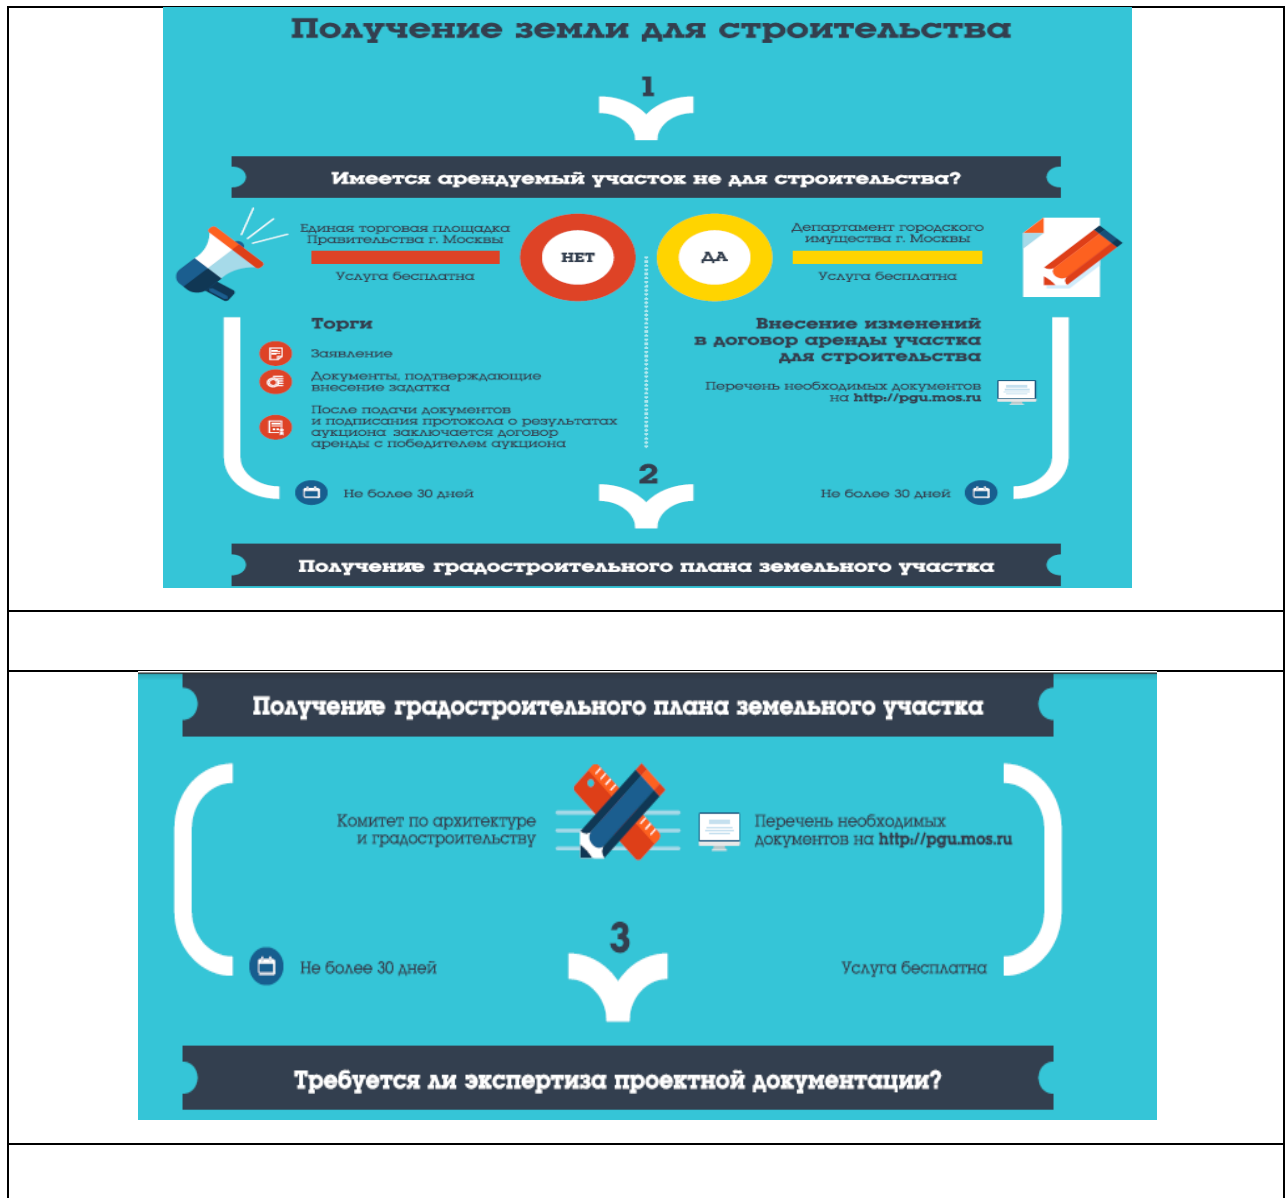 Получение земли для строительства
1
Имеется арендуемый участок не для строительства?
Единая торговая площадка
Правительства г. Москвы
Услуга бесплатна
НЕТ
ДА
Департамент городского
имущества г. Москвы
Услуга бесплатна
Торги
Заявление
Документы, подтверждающие
внесение задатка
После подачи документов
и подписания протокола о результатах
аукциона заключается договор
аренды с победителем аукциона
Не более 30 дней
Внесение изменений
в договор аренды участка
для строительства
Перечень необходимых документов
на http://pgu.mos.ru
Не более 30 дней
2
Получение градостроительного плана земельного участка
Получение градостроительного плана земельного участка
Комитет по архитектуре
и градостроительству
Перечень необходимых
документов на http://pgu.mos.ru
Не более 30 дней
3
Услуга бесплатна
Требуется ли экспертиза проектной документации?